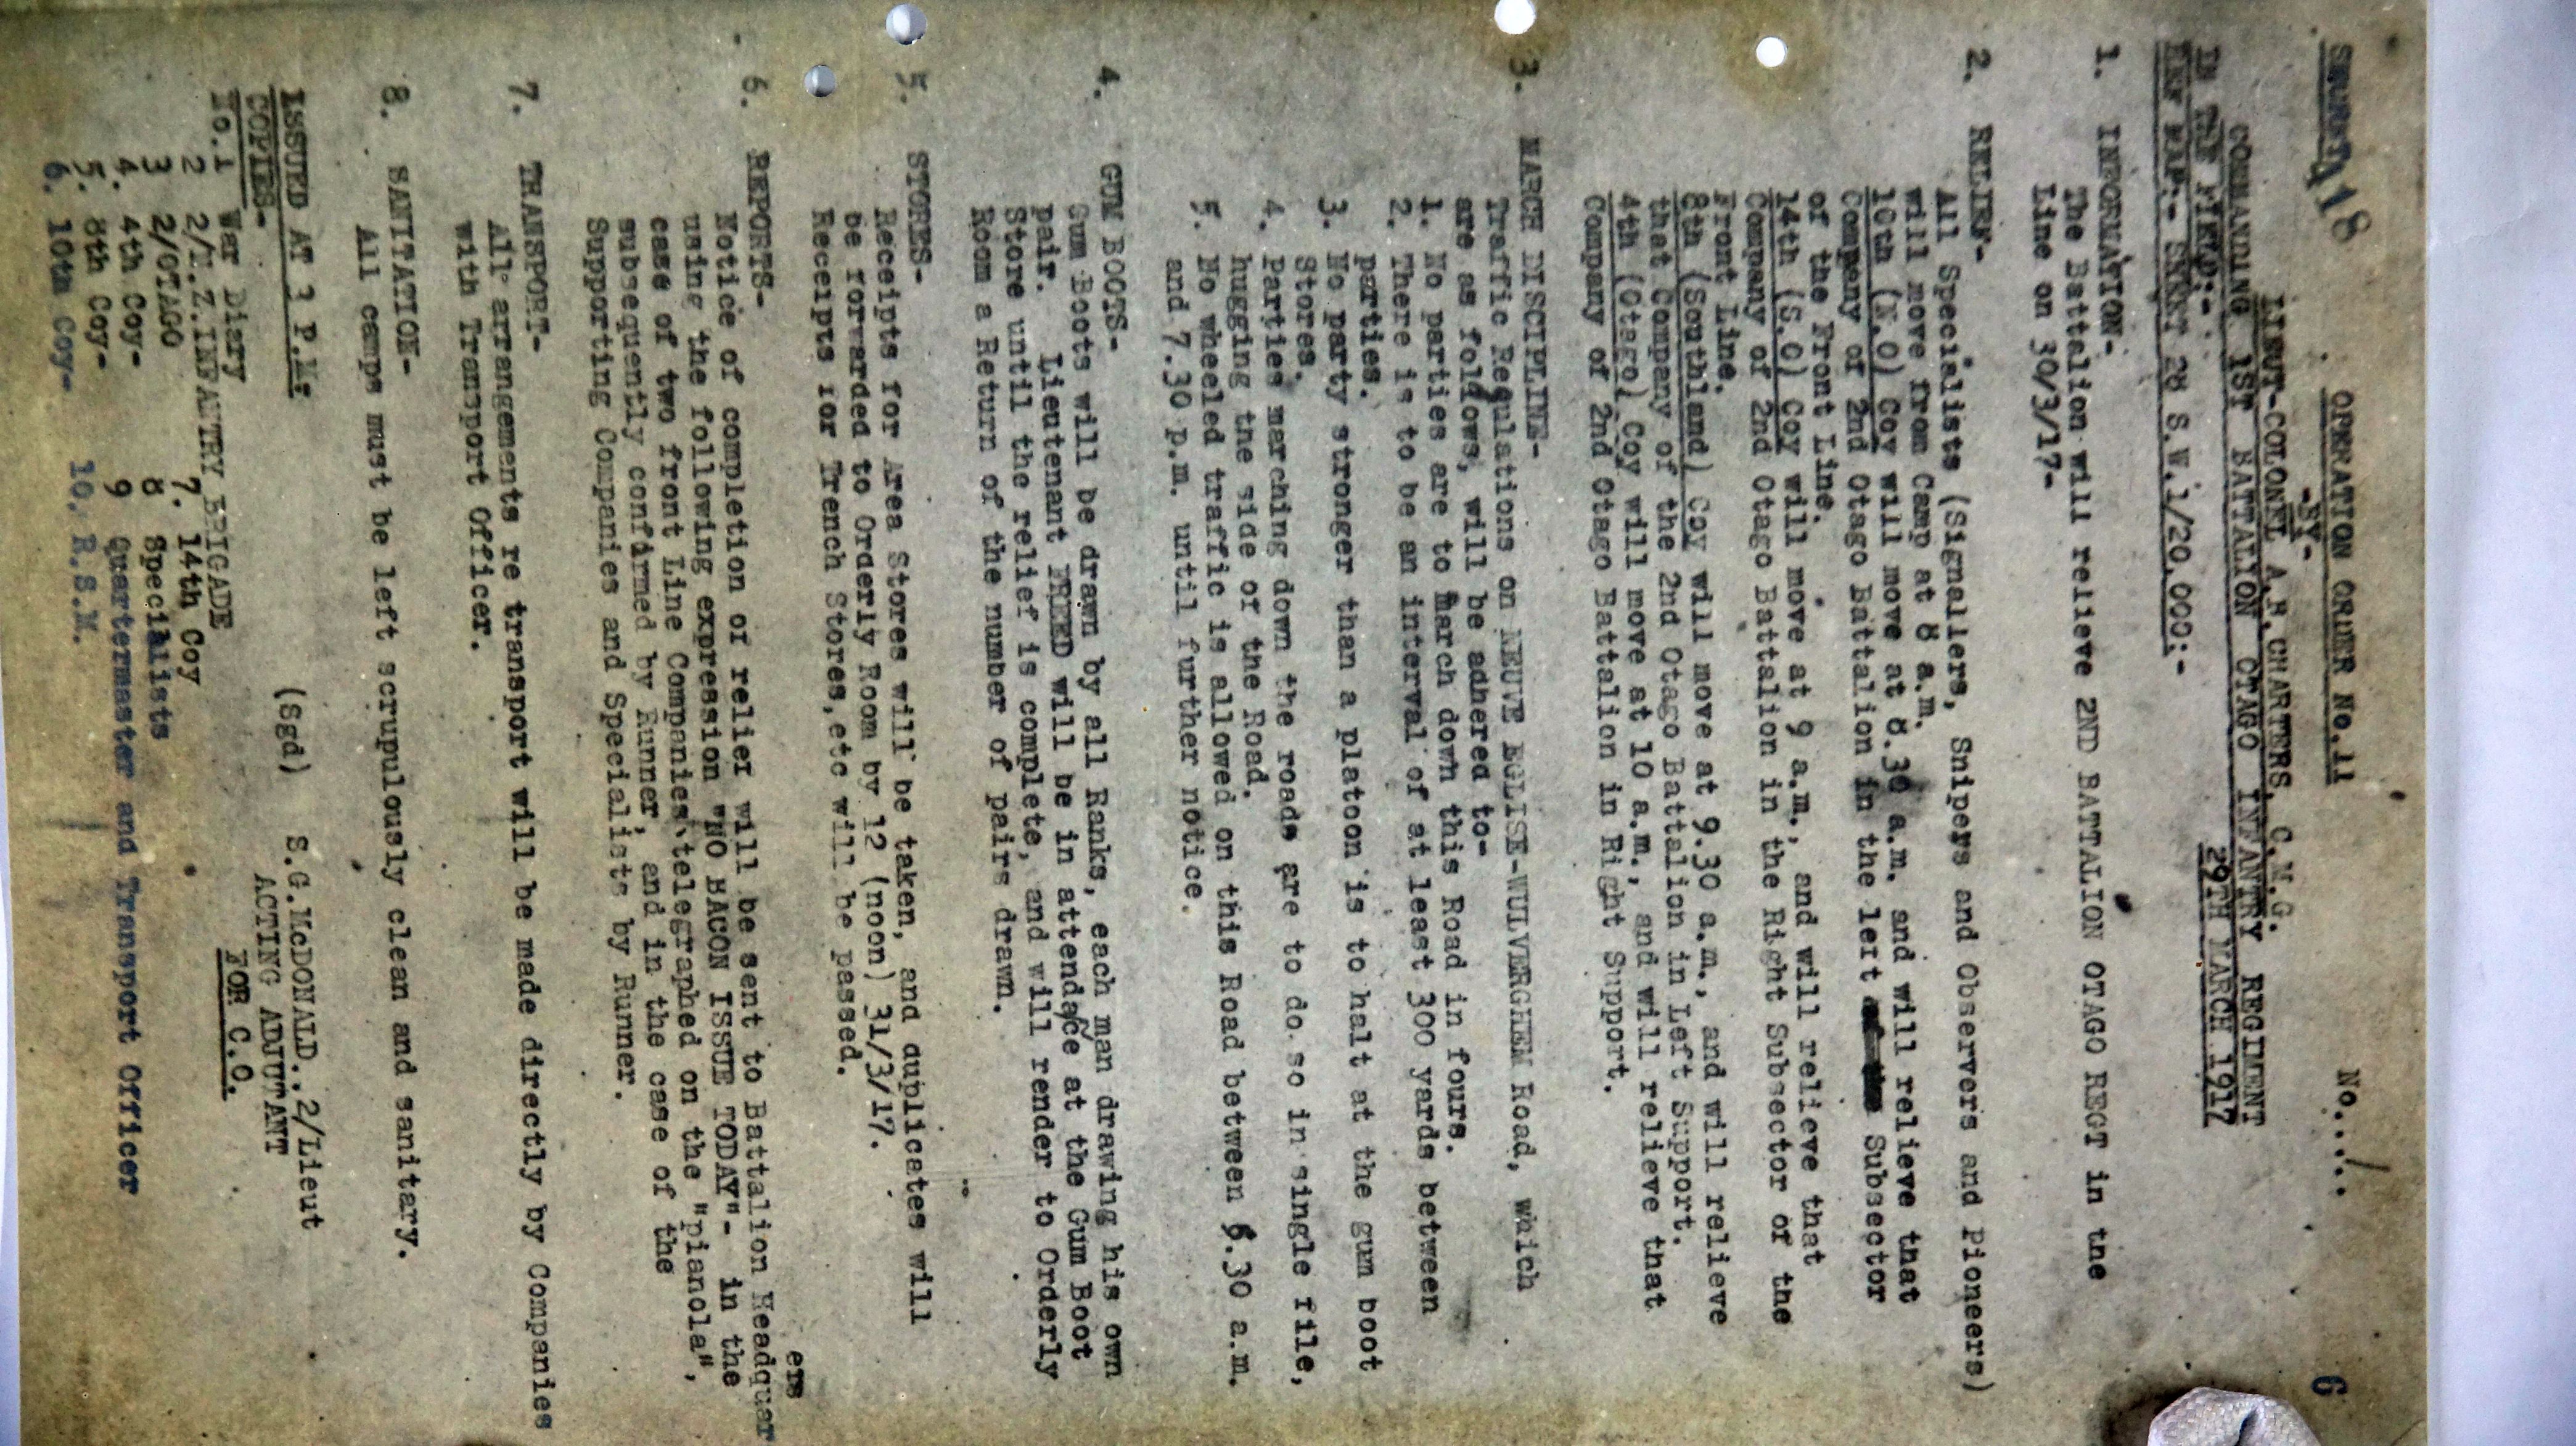 SECRET
918
OPERATION ORDER No.11
No..1..
6
-BY-
LIEUT-COLONEL A.B.CHARTERS, C.M.G.
COMMANDING 1ST BATTALION OTAGO INFANTRY REGIMENT
IN THE FIELD:- 29TH MARCH 1917
REF MAP:- SHEET 28 S.W.1/20,000:-
1. INFORMATION-
The Battalion will relieve 2ND BATTALION OTAGO REGT in the
Line on 30/3/17-
2. RELIEF-
All Specialists (Signallers, Snipers and Observers and Pioneers)
will move from Camp at 8 a.m.
10th (N.O) Coy will move at 8.30 a.m. and will relieve that
Company of 2nd Otago Battalion in the left Subsector
of the Front Line.
14th (S.O) Coy will move at 9 a.m., and will relieve that
Company of 2nd Otago Battalion in the Right Subsector of the
Front Line.
8th (Southland) Coy will move at 9.30 a.m., and will relieve
that Company of the 2nd Otago Battalion in Left Support.
4th (Otago) Coy will move at 10 a.m., and will relieve that
Company of 2nd Otago Battalion in Right Support.
3. MARCH DISCIPLINE-
Traffic Regulations on NEUVE EGLISE-WULVERGHEM Road, which
are as follows, will be adhered to-
1. No parties are to march down this Road in fours.
2. There is to be an interval of at least 300 yards between
parties.
3. No party stronger than a platoon is to halt at the gum boot
Stores.
4. Parties marching down the roads are to do so in single file,
hugging the side of the Road.
5. No wheeled traffic is allowed on this Road between 6.30 a.m.
and 7.30 p.m. until further notice.
4. GUM BOOTS-
Gum Boots will be drawn by all Ranks, each man drawing his own
pair. Lieutenant FREED will be in attendace at the Gum Boot
Store until the relief is complete, and will render to Orderly
Room a Return of the number of pairs drawn.
5. STORES-
Receipts for Area Stores will be taken, and duplicates will
be forwarded to Orderly Room by 12 (noon) 31/3/17.
Receipts for Trench Stores,etc will be passed.
6. REPORTS-
Notice of completion of relief will be sent to Battalion Headquar
ers
using the following expression "NO BACON ISSUE TODAY"- in the
case of two front Line Companies telegraphed on the "pianola",
subsequently confirmed by Runner, and in the case of the
Supporting Companies and Specialists by Runner.
7. TRANSPORT-
All arrangements re transport will be made directly by Companies
with Transport Officer.
8. SANITATION-
All camps must be left scrupulously clean and sanitary.
ISSUED AT 3 P.M:
(Sgd) S.G.McDONALD..2/Lieut
ACTING ADJUTANT
FOR C.O.
COPIES-
No.1 War Diary
2 2/N.Z.INFANTRY BRIGADE
3 2/OTAGO
4. 4th Coy-
5. 8th Coy-
6. 10th Coy-
7. 14th Coy
8 Specialists
9 Quartermaster and Transport Officer
10. R.S.M.